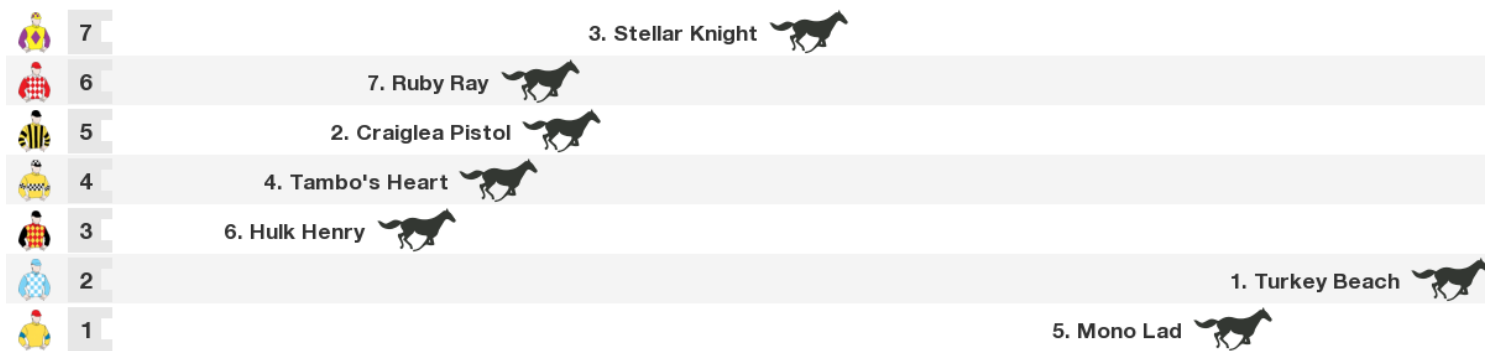 7 3. Stellar Knight
6 7. Ruby Ray
5 2. Craiglea Pistol
4 4. Tambo's Heart
3 6. Hulk Henry
2 1. Turkey Beach
1 5. Mono Lad